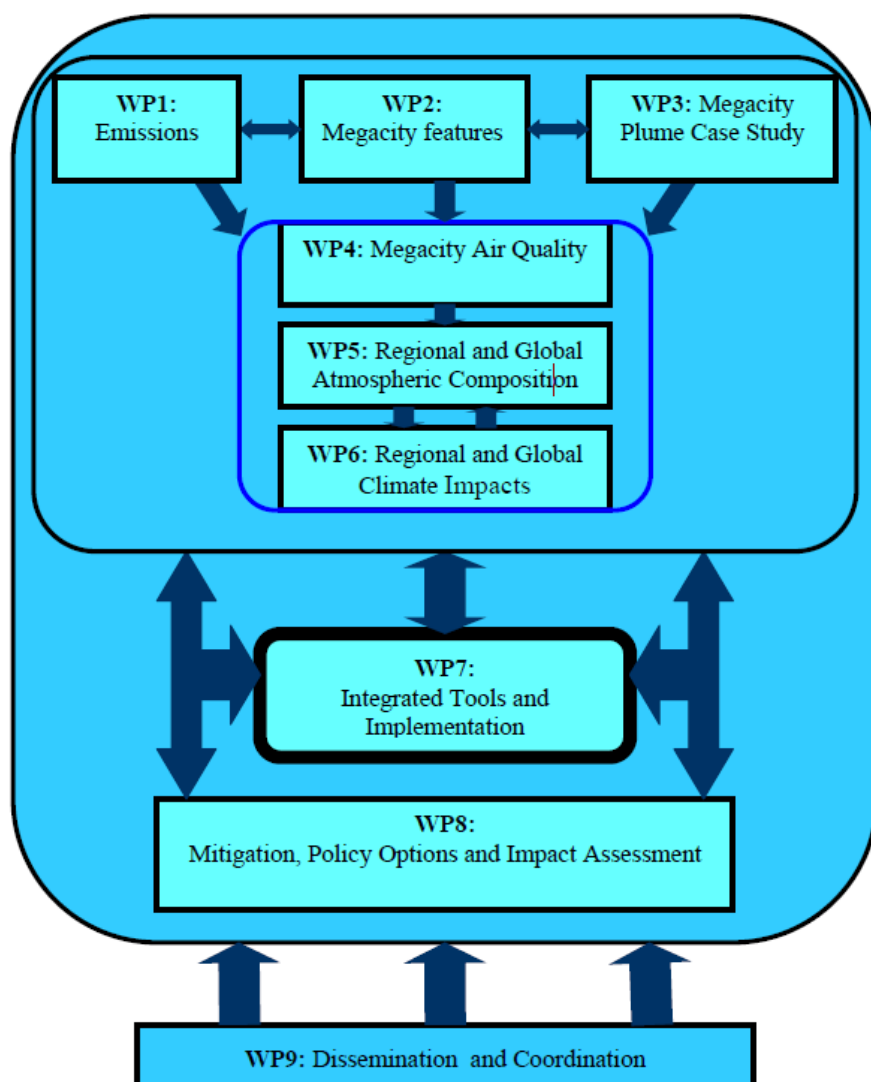 WP1:
Emissions
WP2:
Megacity features
WP3: Megacity
Plume Case Study
WP4: Megacity Air Quality
WP5: Regional and Global
Atmospheric Composition
WP6: Regional and Global
Climate Impacts
WP7:
Integrated Tools and
Implementation
WP8:
Mitigation, Policy Options and Impact Assessment
WP9: Dissemination and Coordination